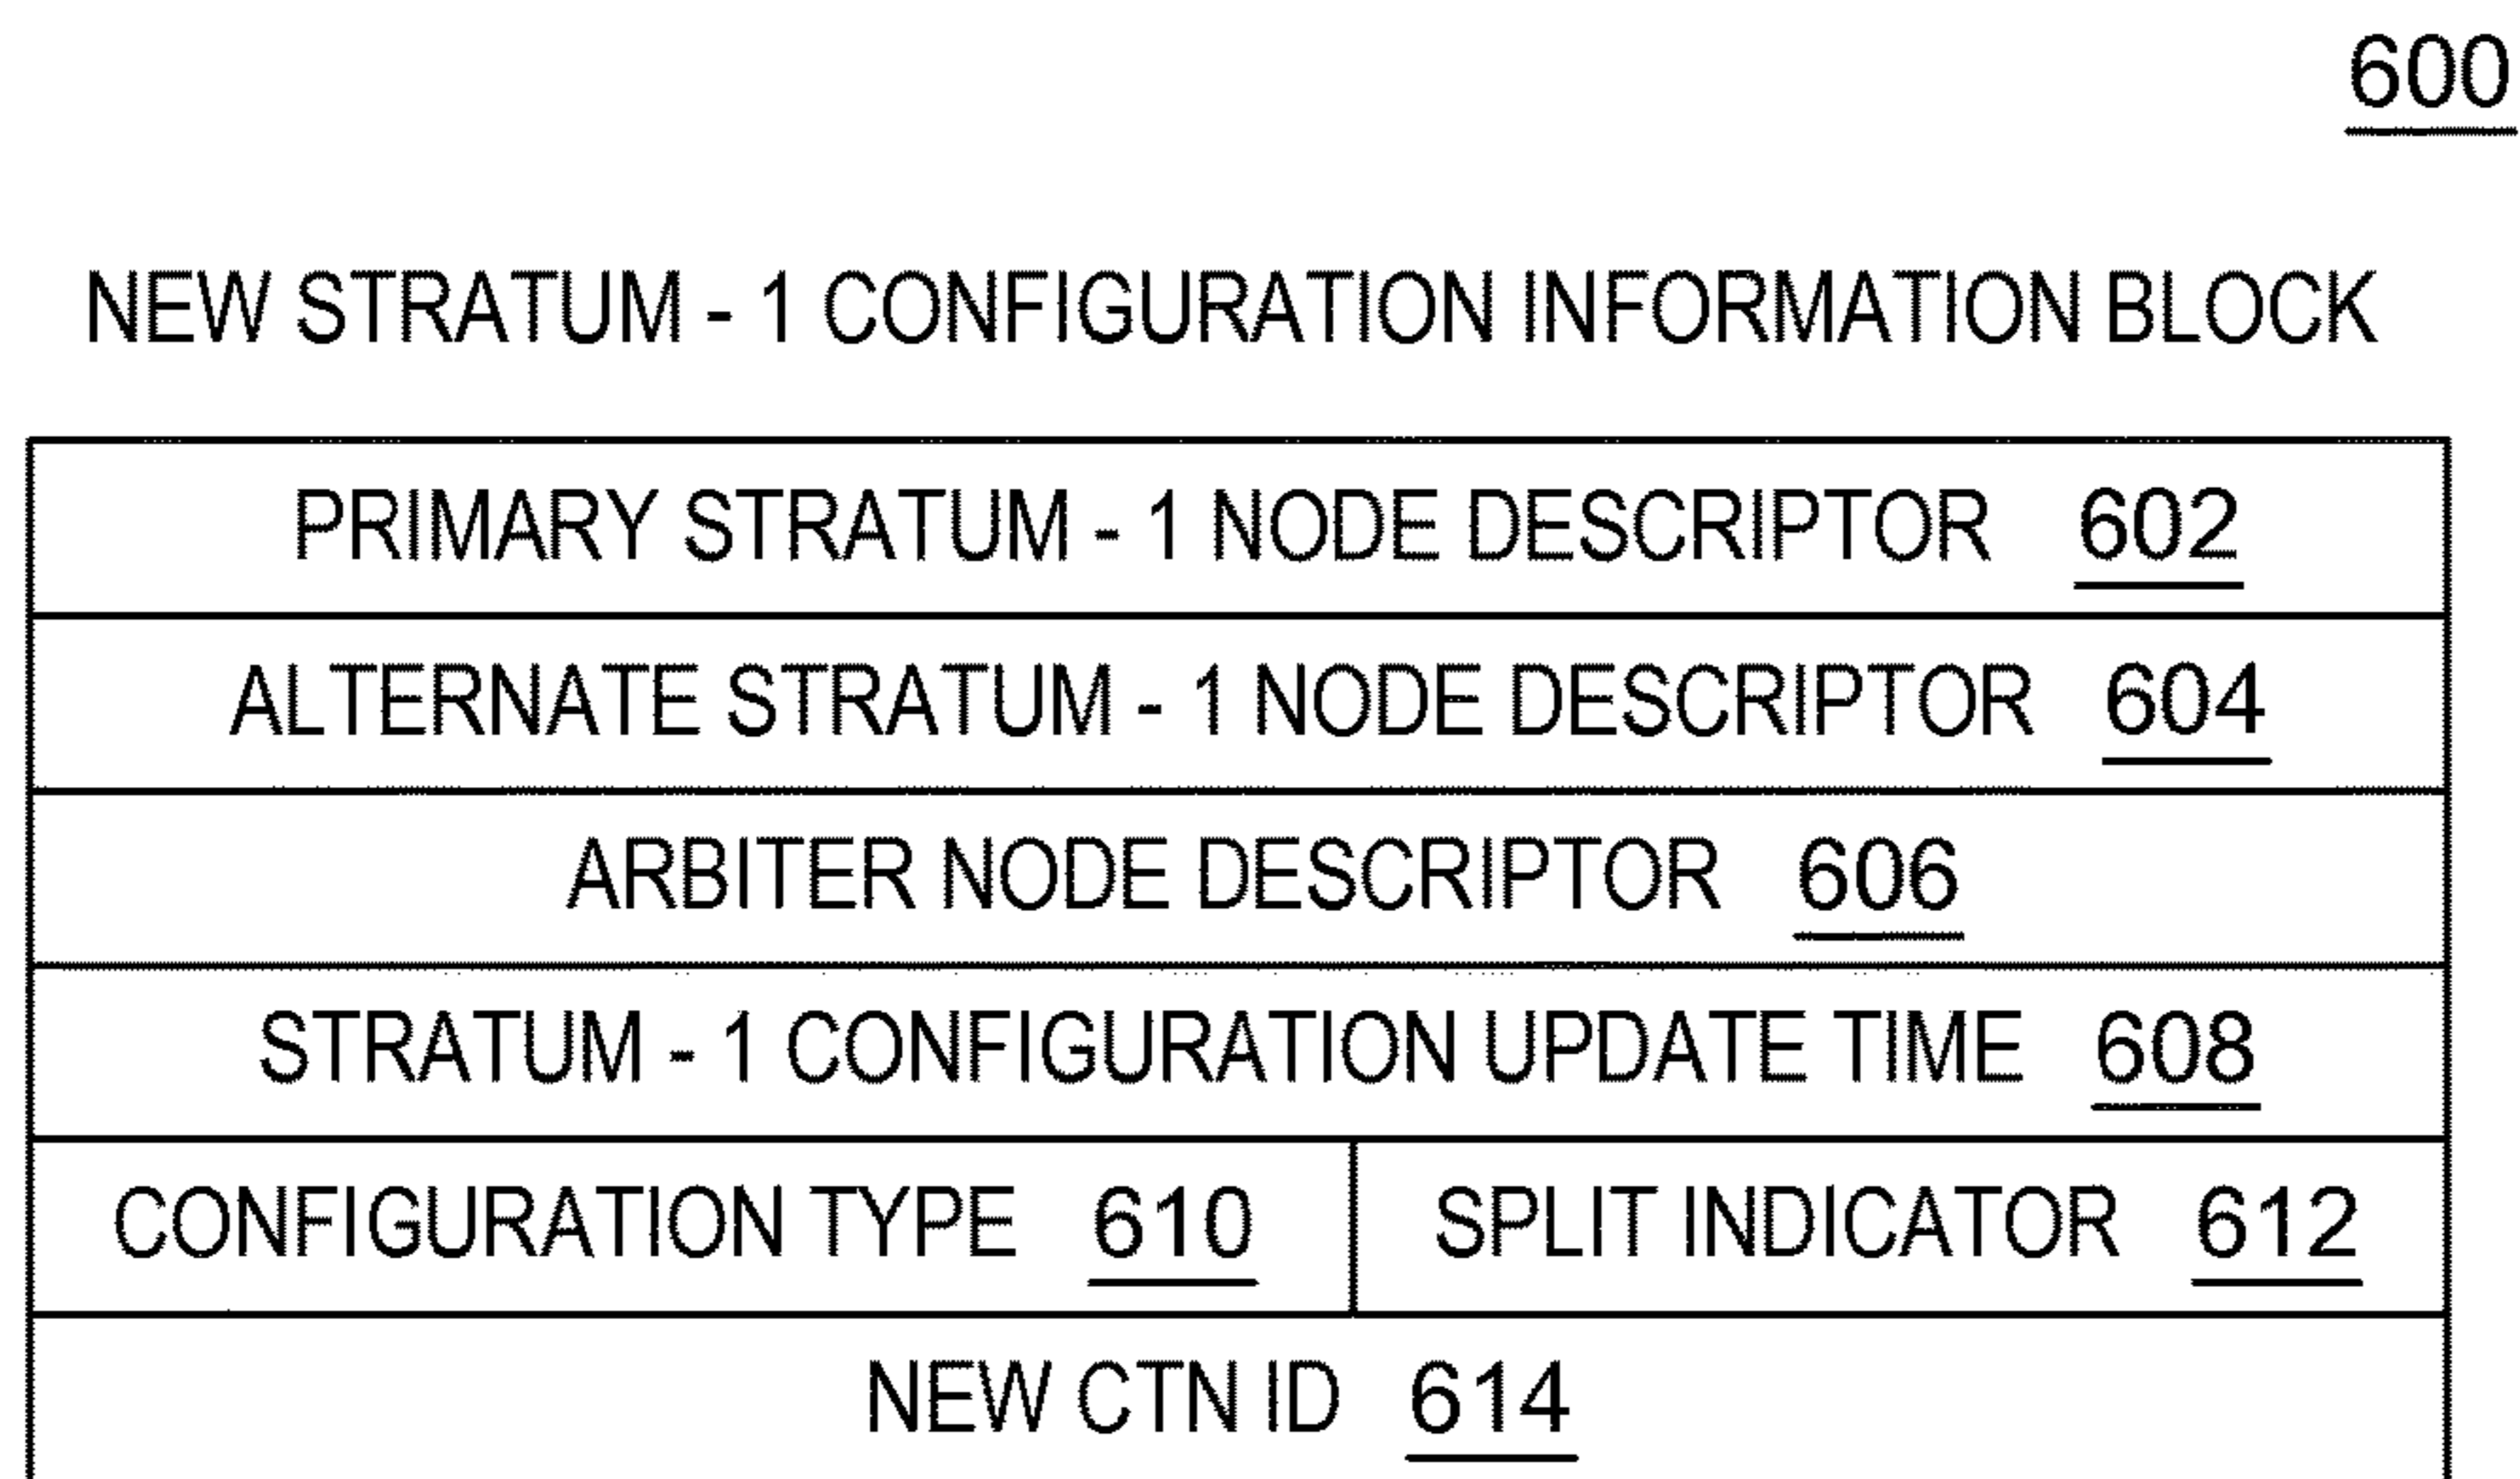 600
NEW STRATUM - 1 CONFIGURATION INFORMATION BLOCK
PRIMARY STRATUM - 1 NODE DESCRIPTOR 602
ALTERNATE STRATUM - 1 NODE DESCRIPTOR 604
ARBITER NODE DESCRIPTOR 606
STRATUM - 1 CONFIGURATION UPDATE TIME 608
CONFIGURATION TYPE 610 SPLIT INDICATOR 612
NEW CTN ID 614